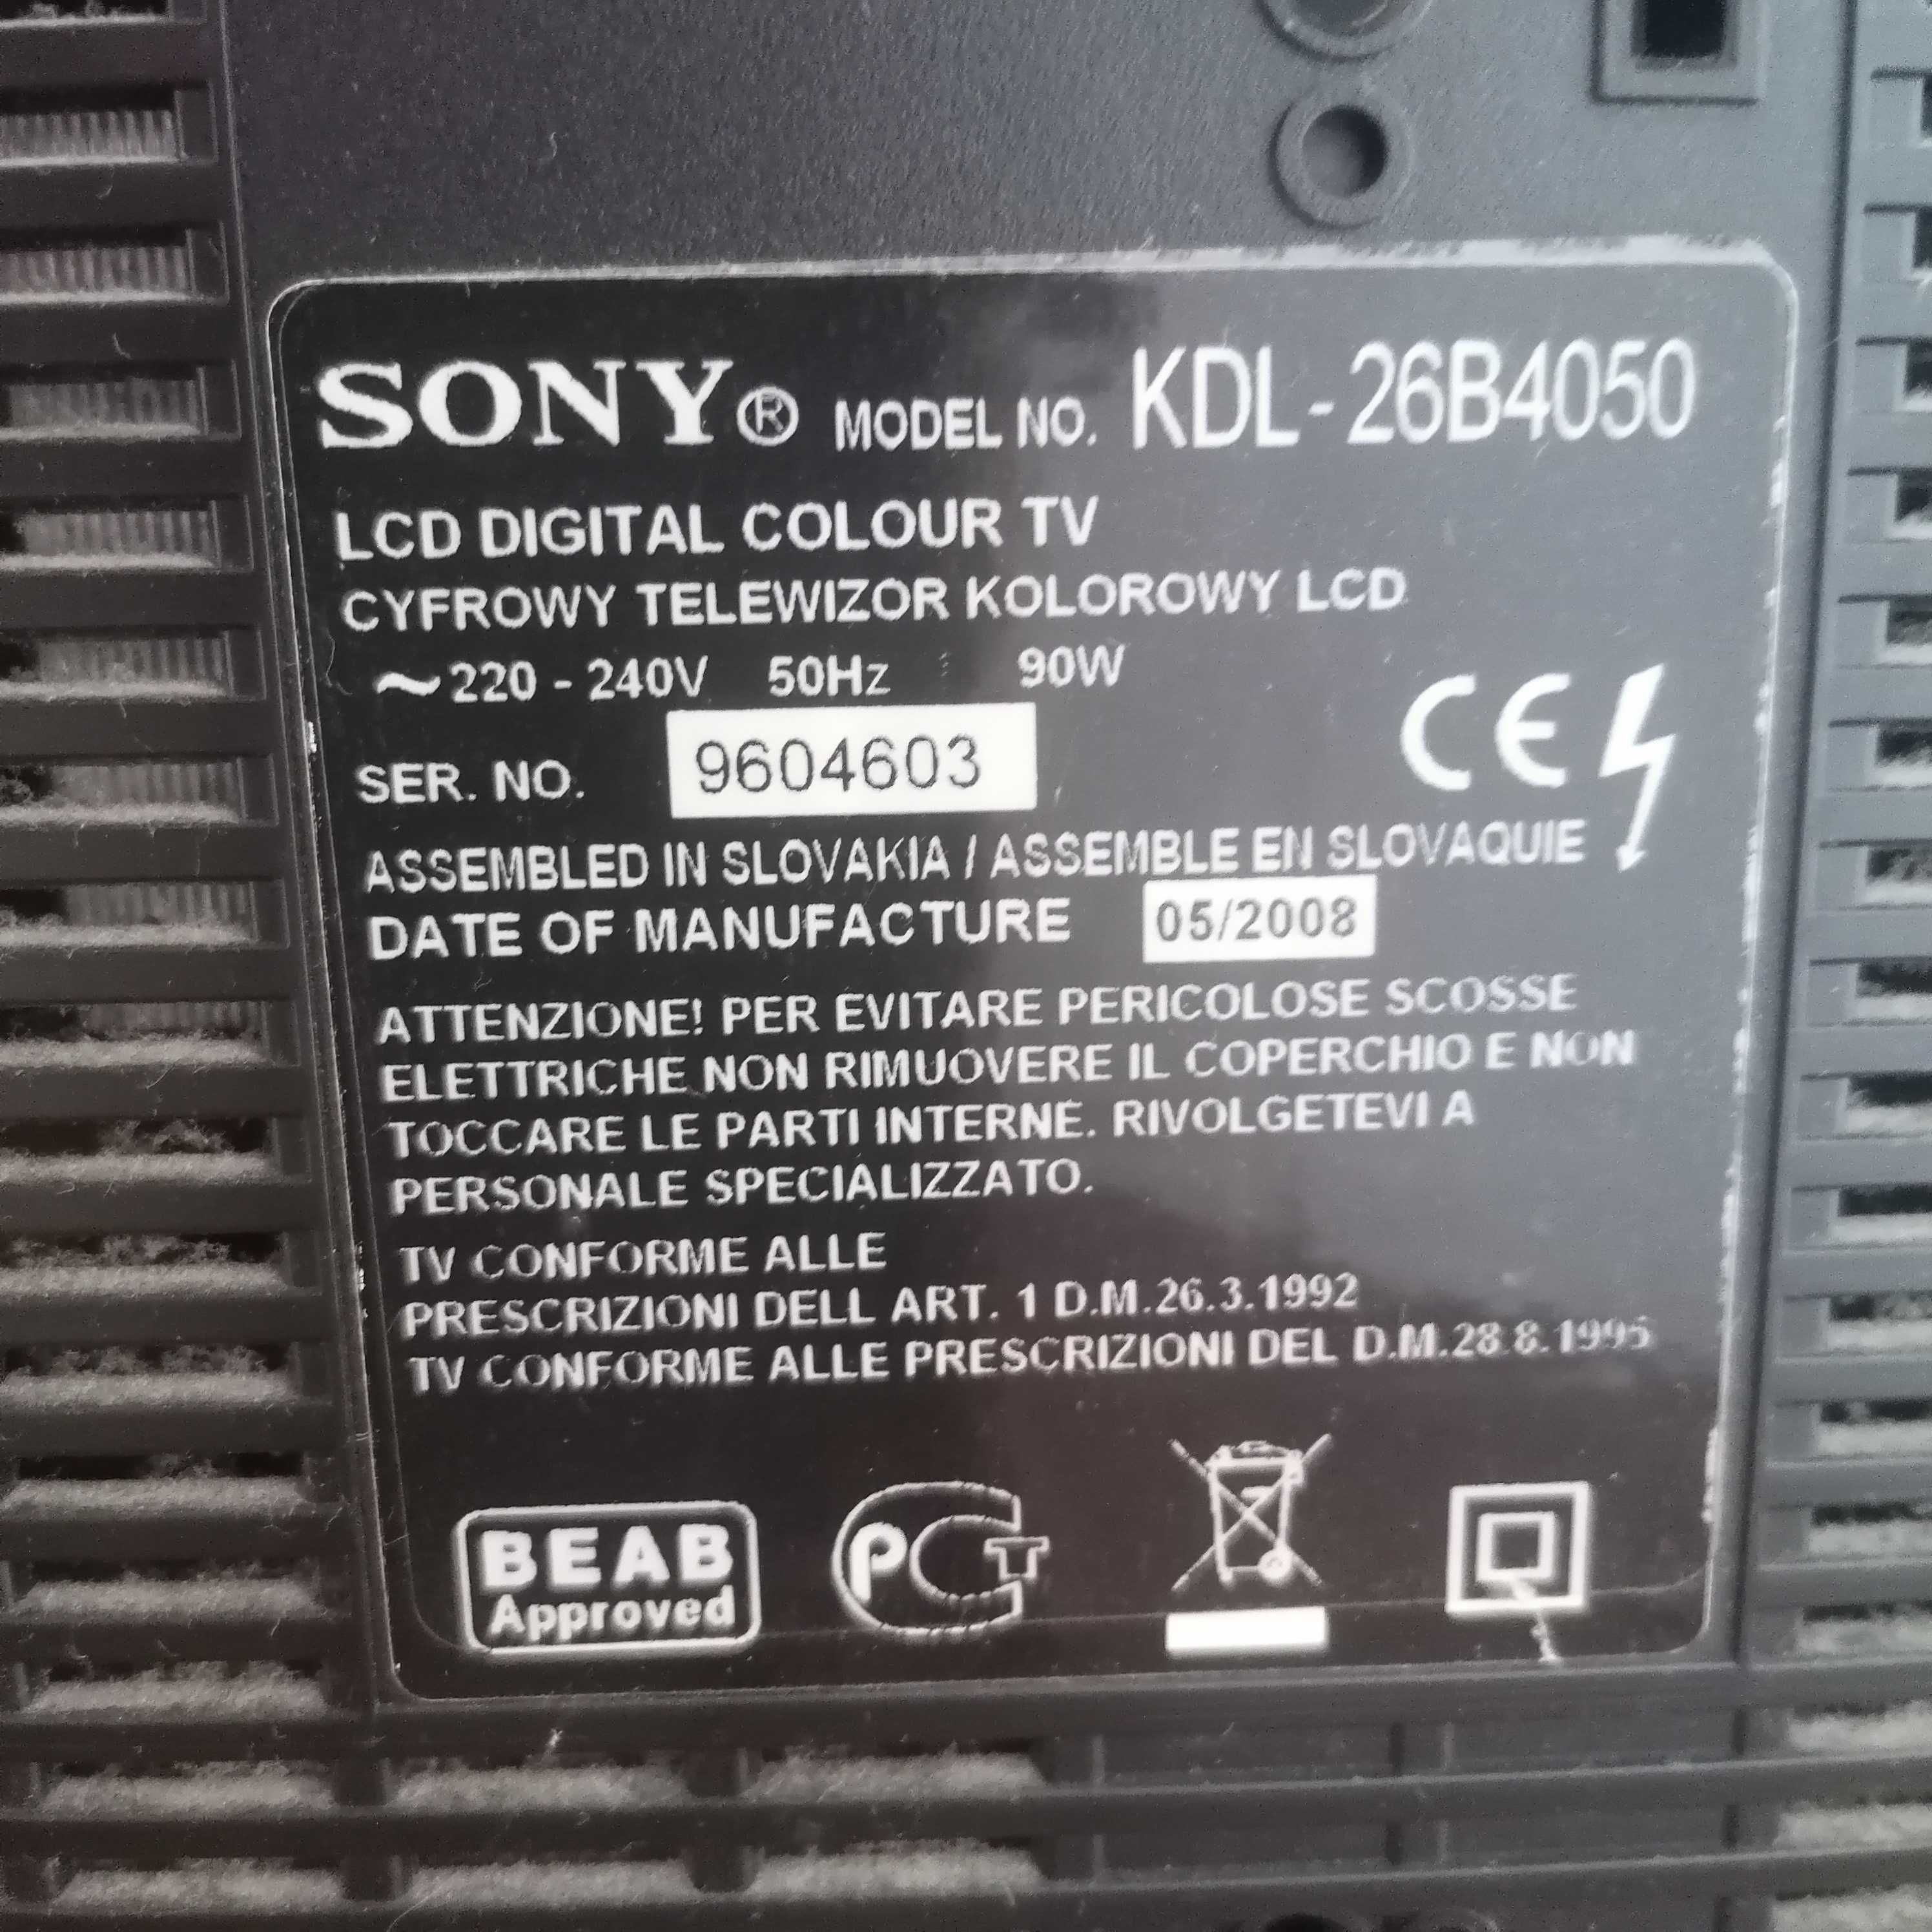 SONY® MODEL NO. KDL-26B4050
LCD DIGITAL COLOUR TV
CYFROWY TELEWIZOR KOLOROWY LCD
~220 - 240V 50Hz 90W
CE
SER. NO. 9604603
ASSEMBLED IN SLOVAKIA / ASSEMBLE EN SLOVAQUIE
DATE OF MANUFACTURE 05/2008
ATTENZIONE! PER EVITARE PERICOLOSE SCOSSE
ELETTRICHE NON RIMUOVERE IL COPERCHIO E NON
TOCCARE LE PARTI INTERNE. RIVOLGETEVI A
PERSONALE SPECIALIZZATO.
TV CONFORME ALLE
PRESCRIZIONI DELL ART. 1 D.M.26.3.1992
TV CONFORME ALLE PRESCRIZIONI DEL D.M.28.8.1995
BEAB
Approved
PCT